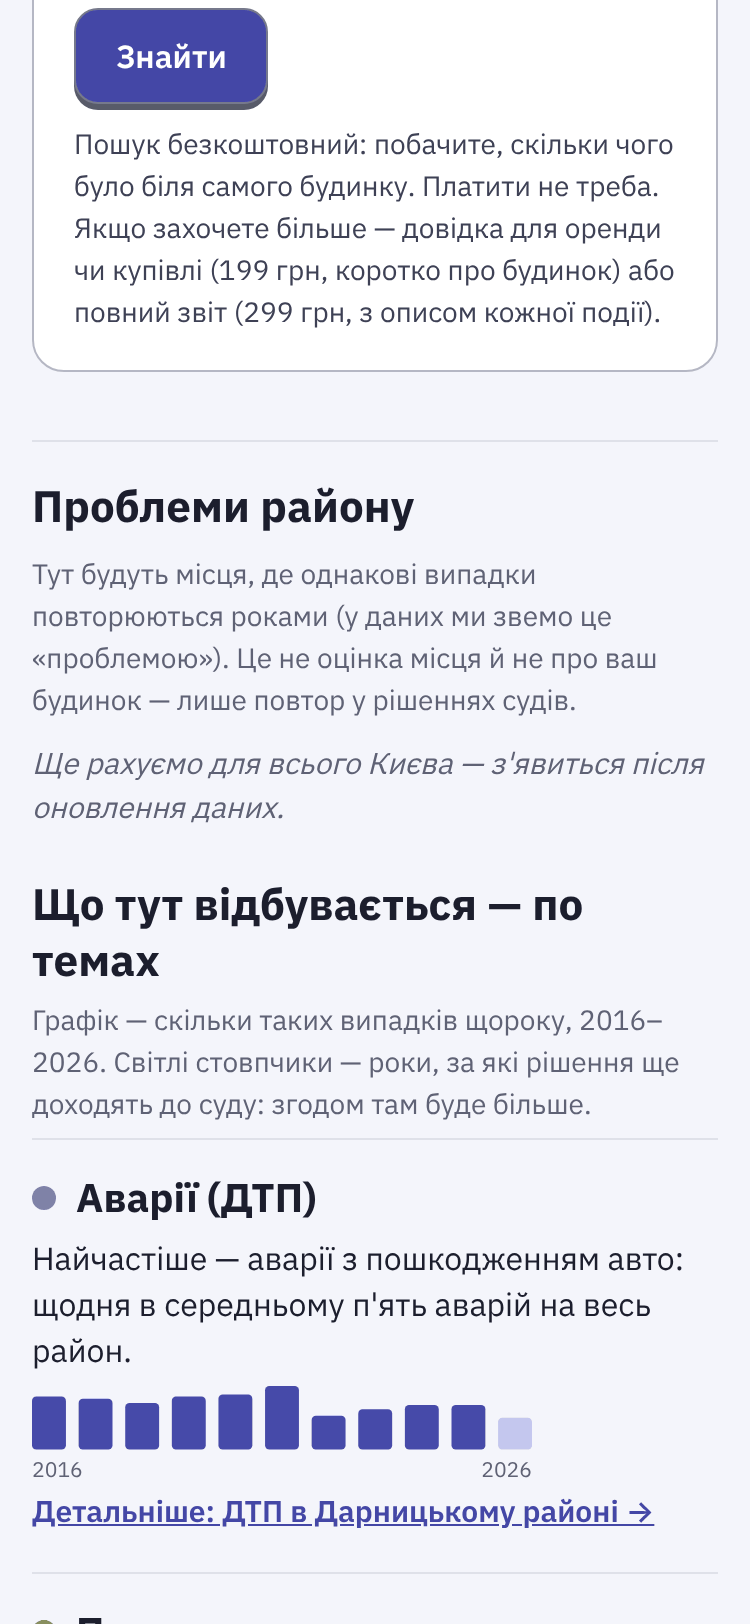 Знайти
Пошук безкоштовний: побачите, скільки чого
було біля самого будинку. Платити не треба.
Якщо захочете більше — довідка для оренди
чи купівлі (199 грн, коротко про будинок) або
повний звіт (299 грн, з описом кожної події).
Проблеми району
Тут будуть місця, де однакові випадки
повторюються роками (у даних ми звемо це
«проблемою»). Це не оцінка місця й не про ваш
будинок — лише повтор у рішеннях судів.
Ще рахуємо для всього Києва — з'явиться після
оновлення даних.
Що тут відбувається — по
темах
Графік — скільки таких випадків щороку, 2016–
2026. Світлі стовпчики — роки, за які рішення ще
доходять до суду: згодом там буде більше.
Аварії (ДТП)
Найчастіше — аварії з пошкодженням авто:
щодня в середньому п'ять аварій на весь
район.
2016 2026
Детальніше: ДТП в Дарницькому районі →